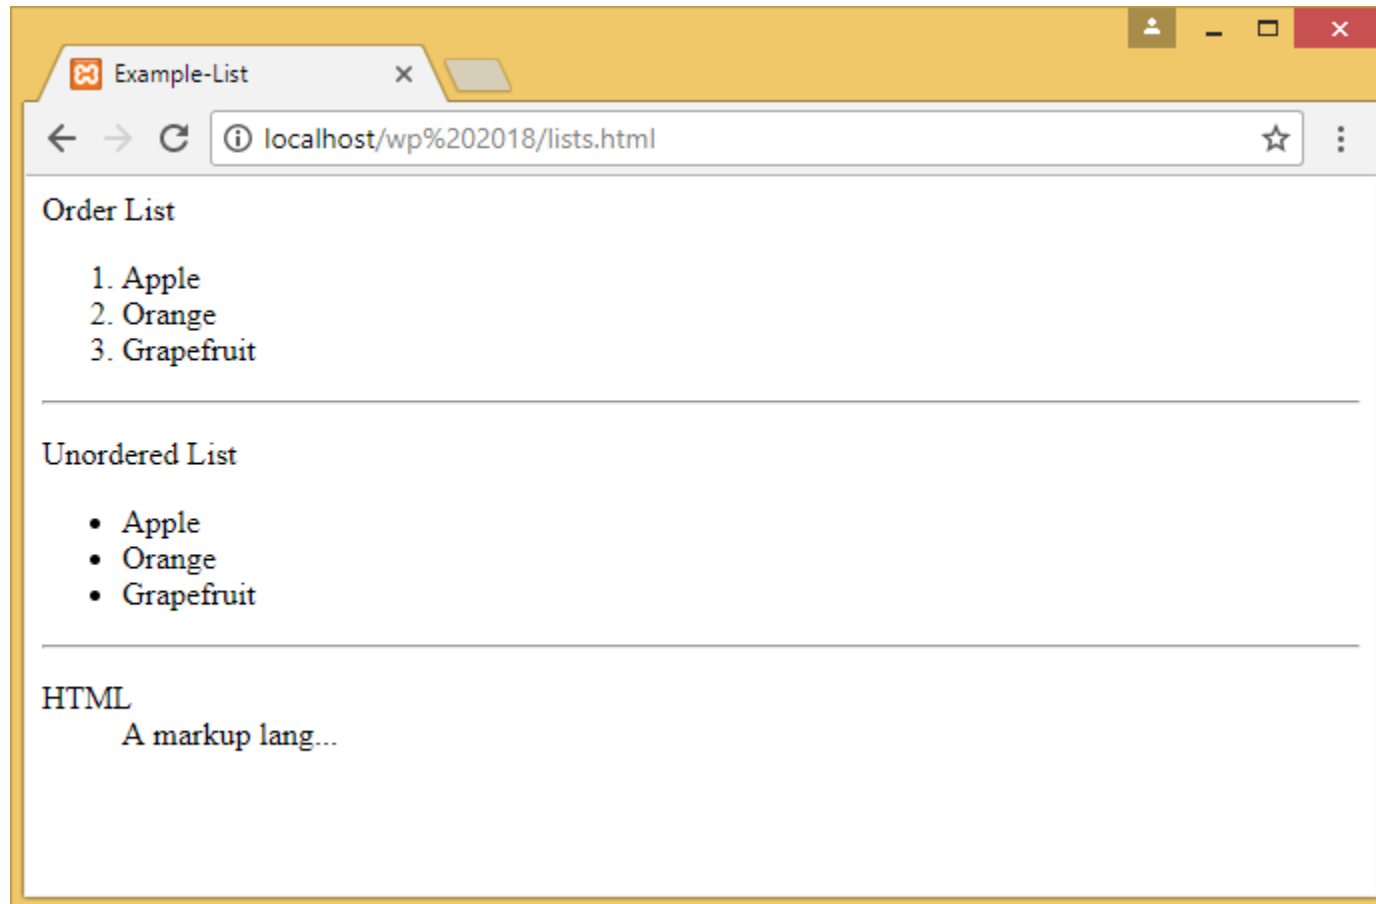 Example-List
localhost/wp%202018/lists.html
Order List
1. Apple
2. Orange
3. Grapefruit
Unordered List
• Apple
• Orange
• Grapefruit
HTML
A markup lang...